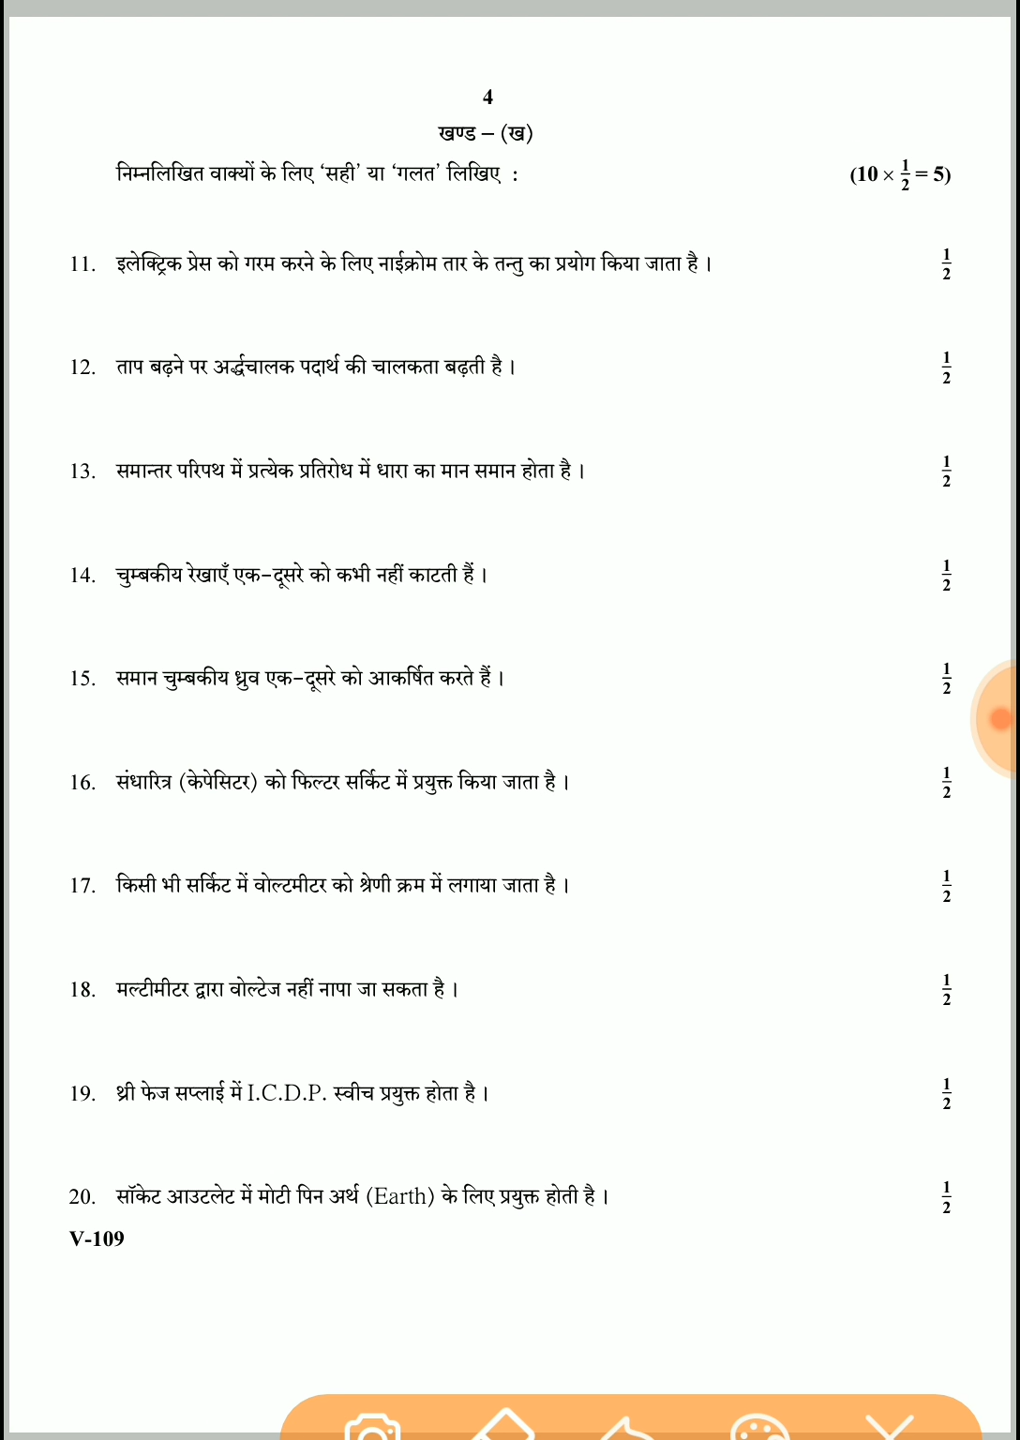 4
खण्ड – (ख)
निम्नलिखित वाक्यों के लिए ‘सही’ या ‘गलत’ लिखिए : (10 × 1/2 = 5)
11. इलेक्ट्रिक प्रेस को गरम करने के लिए नाईक्रोम तार के तन्तु का प्रयोग किया जाता है । 1/2
12. ताप बढ़ने पर अर्द्धचालक पदार्थ की चालकता बढ़ती है । 1/2
13. समान्तर परिपथ में प्रत्येक प्रतिरोध में धारा का मान समान होता है । 1/2
14. चुम्बकीय रेखाएँ एक-दूसरे को कभी नहीं काटती हैं । 1/2
15. समान चुम्बकीय ध्रुव एक-दूसरे को आकर्षित करते हैं । 1/2
16. संधारित्र (केपेसिटर) को फिल्टर सर्किट में प्रयुक्त किया जाता है । 1/2
17. किसी भी सर्किट में वोल्टमीटर को श्रेणी क्रम में लगाया जाता है । 1/2
18. मल्टीमीटर द्वारा वोल्टेज नहीं नापा जा सकता है । 1/2
19. थ्री फेज सप्लाई में I.C.D.P. स्वीच प्रयुक्त होता है । 1/2
20. सॉकेट आउटलेट में मोटी पिन अर्थ (Earth) के लिए प्रयुक्त होती है । 1/2
V-109